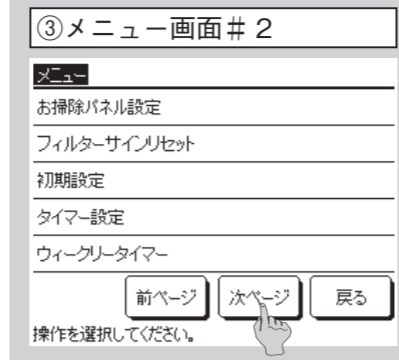 ③メニュー画面＃２
メニュー
お掃除パネル設定
フィルターサインリセット
初期設定
タイマー設定
ウィークリータイマー
前ページ 次ページ 戻る
操作を選択してください。